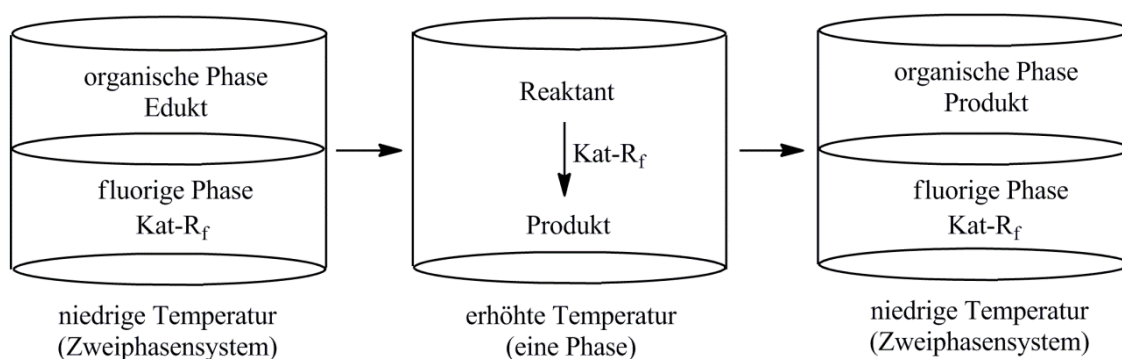 organische Phase
Edukt
fluorige Phase
Kat-Rf
niedrige Temperatur
(Zweiphasensystem)
Reaktant
Kat-Rf
Produkt
erhöhte Temperatur
(eine Phase)
organische Phase
Produkt
fluorige Phase
Kat-Rf
niedrige Temperatur
(Zweiphasensystem)